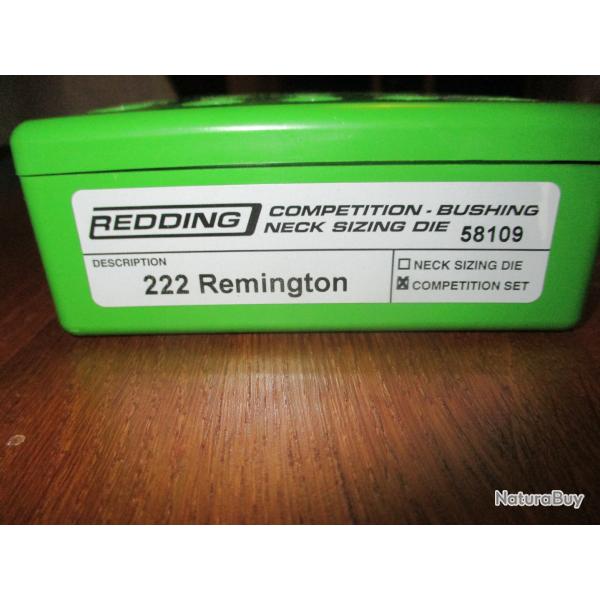 REDDING
COMPETITION - BUSHING
NECK SIZING DIE 58109
DESCRIPTION
222 Remington
NECK SIZING DIE
COMPETITION SET
NaturaBuy